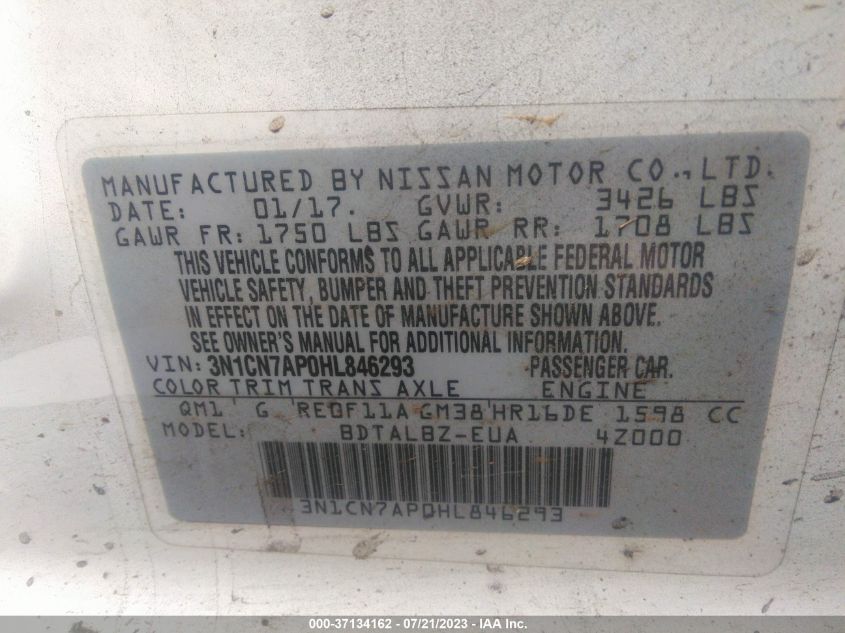 MANUFACTURED BY NISSAN MOTOR CO., LTD.
DATE: 01/17. GVWR: 3426 LBS
GAWR FR: 1750 LBS GAWR RR: 1708 LBS
THIS VEHICLE CONFORMS TO ALL APPLICABLE FEDERAL MOTOR
VEHICLE SAFETY, BUMPER AND THEFT PREVENTION STANDARDS
IN EFFECT ON THE DATE OF MANUFACTURE SHOWN ABOVE.
SEE OWNER'S MANUAL FOR ADDITIONAL INFORMATION.
VIN: 3N1CN7AP0HL846293 PASSENGER CAR.
COLOR TRIM TRANS AXLE ENGINE
QM1 G RE0F11A GM38 HR16DE 1598 CC
MODEL: BDTALBZ-EUA 4Z000
3N1CN7AP0HL846293
000-37134162 - 07/21/2023 - COPYRIGHT IAA, INC.